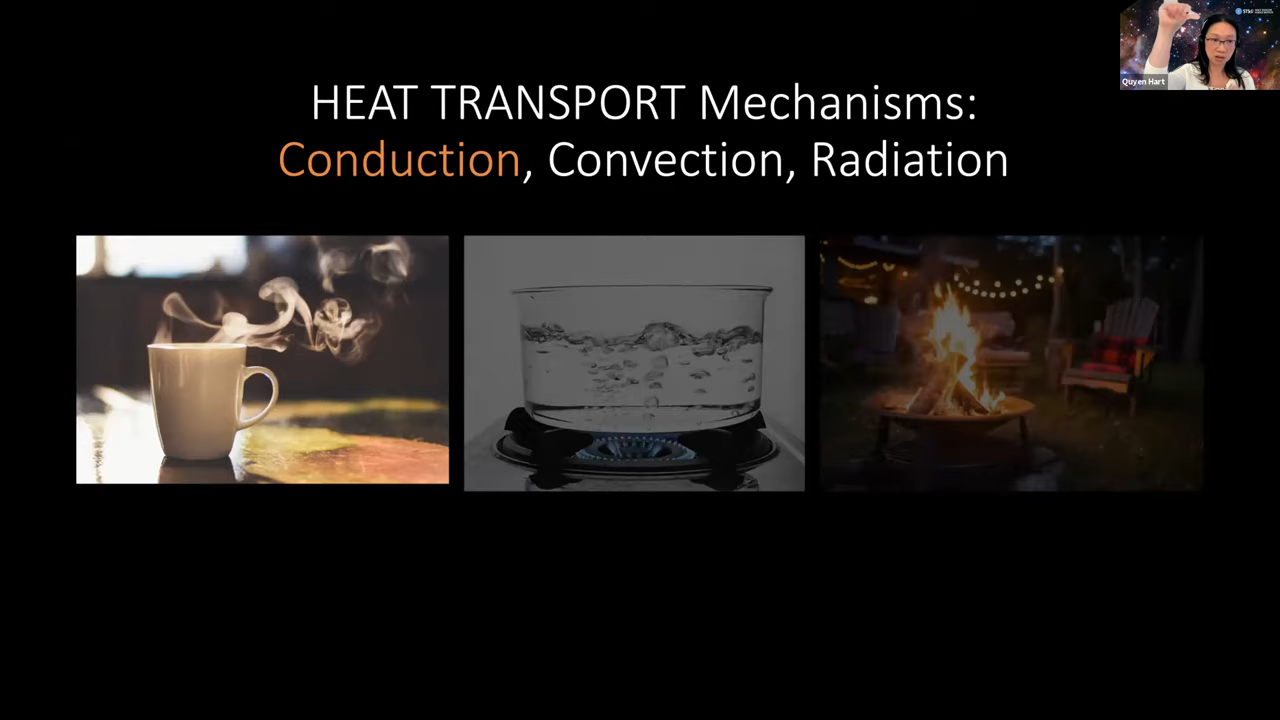 HEAT TRANSPORT Mechanisms:
Conduction, Convection, Radiation
Quyen Hart